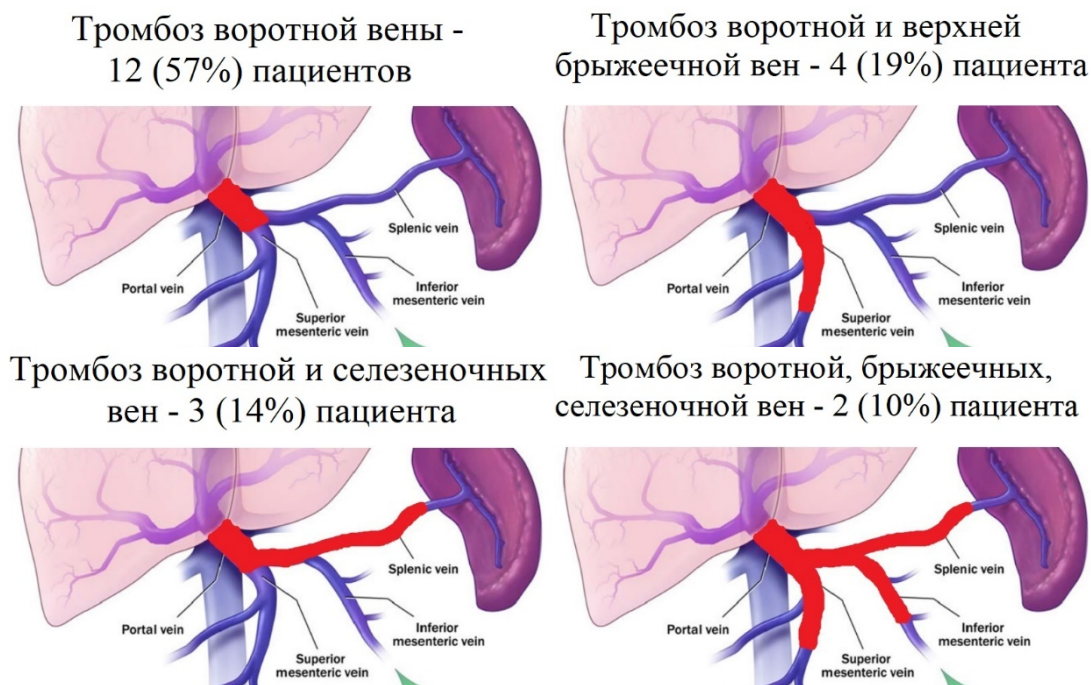 Тромбоз воротной вены -
12 (57%) пациентов
Splenic vein
Portal vein
Inferior
mesenteric vein
Superior
mesenteric vein
Тромбоз воротной и верхней
брыжеечной вен - 4 (19%) пациента
Splenic vein
Portal vein
Inferior
mesenteric vein
Superior
mesenteric vein
Тромбоз воротной и селезеночных
вен - 3 (14%) пациента
Splenic vein
Portal vein
Inferior
mesenteric vein
Superior
mesenteric vein
Тромбоз воротной, брыжеечных,
селезеночной вен - 2 (10%) пациента
Splenic vein
Portal vein
Inferior
mesenteric vein
Superior
mesenteric vein